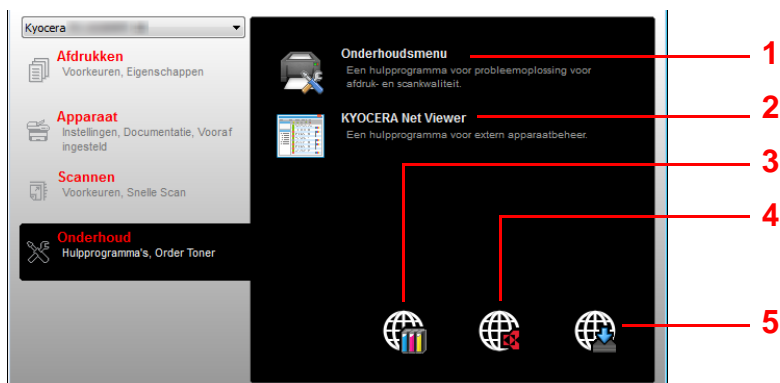 Kyocera
Afdrukken
Voorkeuren, Eigenschappen
Apparaat
Instellingen, Documentatie, Vooraf
ingesteld
Scannen
Voorkeuren, Snelle Scan
Onderhoud
Hulpprogramma's, Order Toner
Onderhoudsmenu
Een hulpprogramma voor probleemoplossing voor
afdruk- en scankwaliteit.
KYOCERA Net Viewer
Een hulpprogramma voor extern apparaatbeheer.
1
2
3
4
5